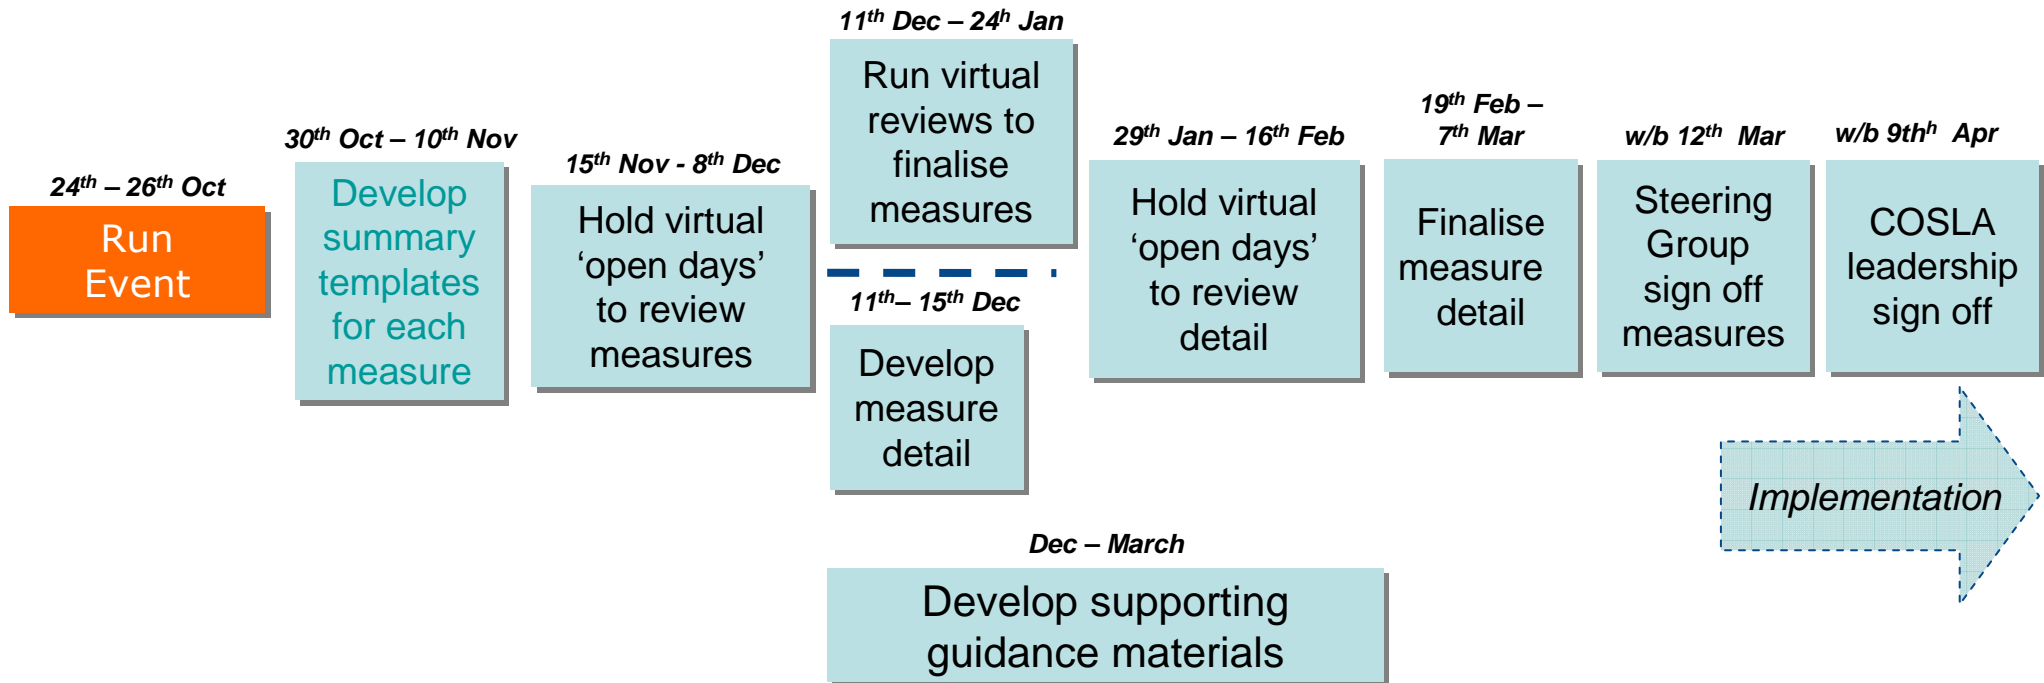 24th – 26th Oct
Run
Event
30th Oct – 10th Nov
Develop
summary
templates
for each
measure
15th Nov - 8th Dec
Hold virtual
‘open days’
to review
measures
11th Dec – 24h Jan
Run virtual
reviews to
finalise
measures
11th– 15th Dec
Develop
measure
detail
29th Jan – 16th Feb
Hold virtual
‘open days’
to review
detail
19th Feb –
7th Mar
Finalise
measure
detail
w/b 12th Mar
Steering
Group
sign off
measures
w/b 9thh Apr
COSLA
leadership
sign off
Implementation
Dec – March
Develop supporting
guidance materials